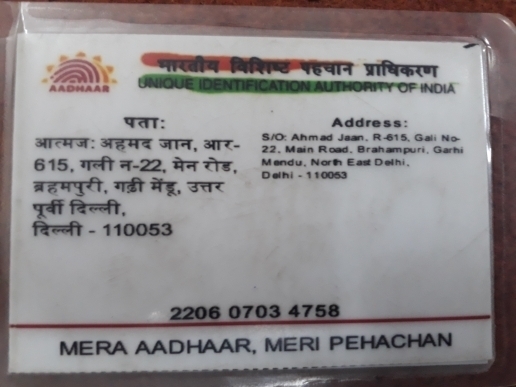 भारतीय विशिष्ट पहचान प्राधिकरण
UNIQUE IDENTIFICATION AUTHORITY OF INDIA
AADHAAR
पता:
आत्मज: अहमद जान, आर-
615, गली न-22, मेन रोड,
ब्रहमपुरी, गढ़ी मेंडू, उत्तर
पूर्वी दिल्ली,
दिल्ली - 110053
Address:
S/O: Ahmad Jaan, R-615, Gali No-
22, Main Road, Brahampuri, Garhi
Mendu, North East Delhi,
Delhi - 110053
2206 0703 4758
MERA AADHAAR, MERI PEHACHAN